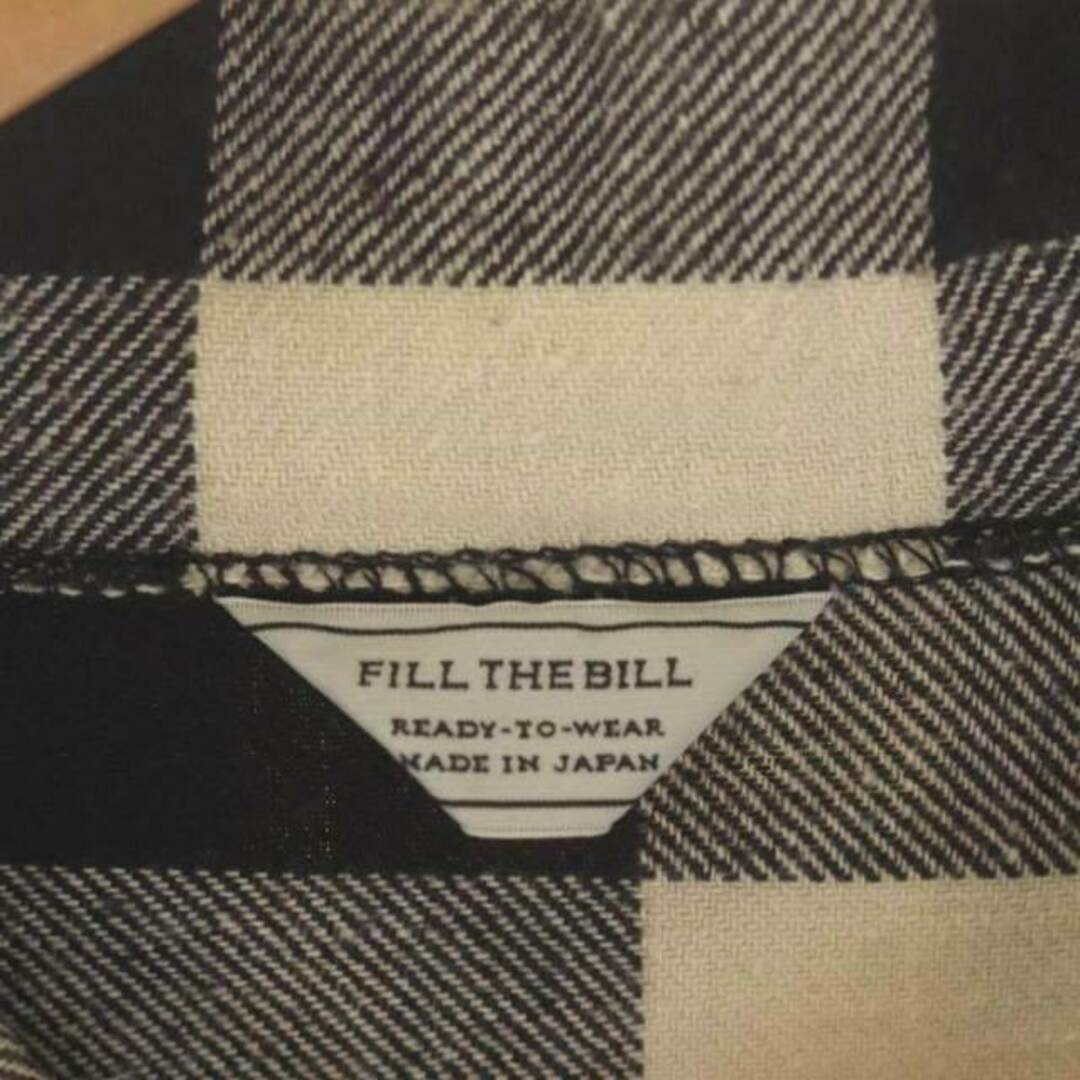 FILL THE BILL
READY-TO-WEAR
MADE IN JAPAN